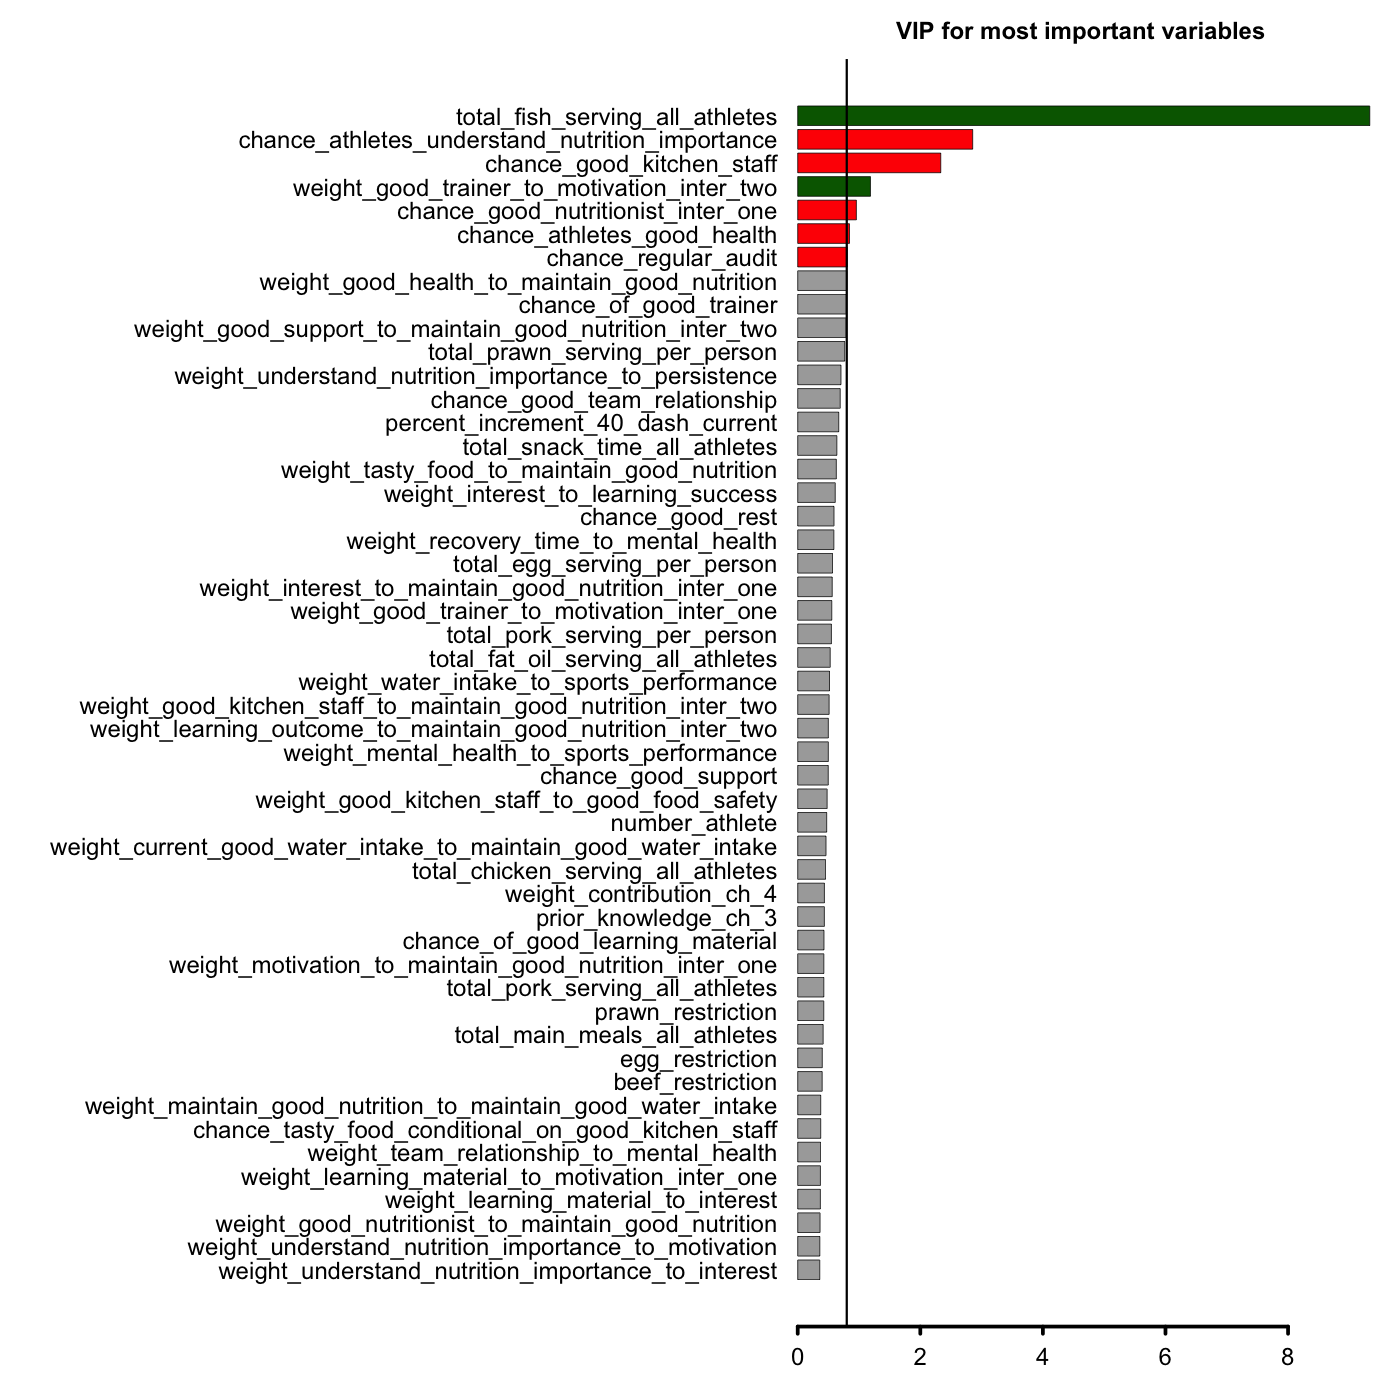 VIP for most important variables
total_fish_serving_all_athletes
chance_athletes_understand_nutrition_importance
chance_good_kitchen_staff
weight_good_trainer_to_motivation_inter_two
chance_good_nutritionist_inter_one
chance_athletes_good_health
chance_regular_audit
weight_good_health_to_maintain_good_nutrition
chance_of_good_trainer
weight_good_support_to_maintain_good_nutrition_inter_two
total_prawn_serving_per_person
weight_understand_nutrition_importance_to_persistence
chance_good_team_relationship
percent_increment_40_dash_current
total_snack_time_all_athletes
weight_tasty_food_to_maintain_good_nutrition
weight_interest_to_learning_success
chance_good_rest
weight_recovery_time_to_mental_health
total_egg_serving_per_person
weight_interest_to_maintain_good_nutrition_inter_one
weight_good_trainer_to_motivation_inter_one
total_pork_serving_per_person
total_fat_oil_serving_all_athletes
weight_water_intake_to_sports_performance
weight_good_kitchen_staff_to_maintain_good_nutrition_inter_two
weight_learning_outcome_to_maintain_good_nutrition_inter_two
weight_mental_health_to_sports_performance
chance_good_support
weight_good_kitchen_staff_to_good_food_safety
number_athlete
weight_current_good_water_intake_to_maintain_good_water_intake
total_chicken_serving_all_athletes
weight_contribution_ch_4
prior_knowledge_ch_3
chance_of_good_learning_material
weight_motivation_to_maintain_good_nutrition_inter_one
total_pork_serving_all_athletes
prawn_restriction
total_main_meals_all_athletes
egg_restriction
beef_restriction
weight_maintain_good_nutrition_to_maintain_good_water_intake
chance_tasty_food_conditional_on_good_kitchen_staff
weight_team_relationship_to_mental_health
weight_learning_material_to_motivation_inter_one
weight_learning_material_to_interest
weight_good_nutritionist_to_maintain_good_nutrition
weight_understand_nutrition_importance_to_motivation
weight_understand_nutrition_importance_to_interest
0 2 4 6 8